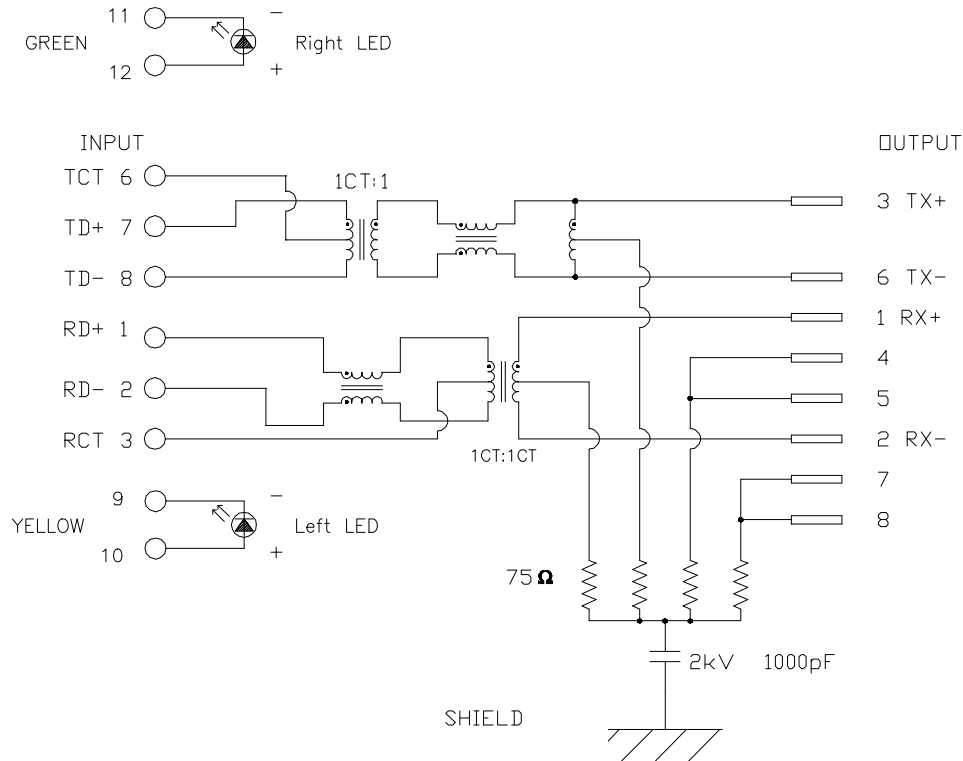 11 −
GREEN Right LED
12 +
INPUT OUTPUT
TCT 6 1CT:1
3 TX+
TD+ 7
TD- 8 6 TX-
RD+ 1 1 RX+
4
RD- 2 5
RCT 3 2 RX-
1CT:1CT
7
9 −
8
YELLOW Left LED
10 +
75Ω
2kV 1000pF
SHIELD